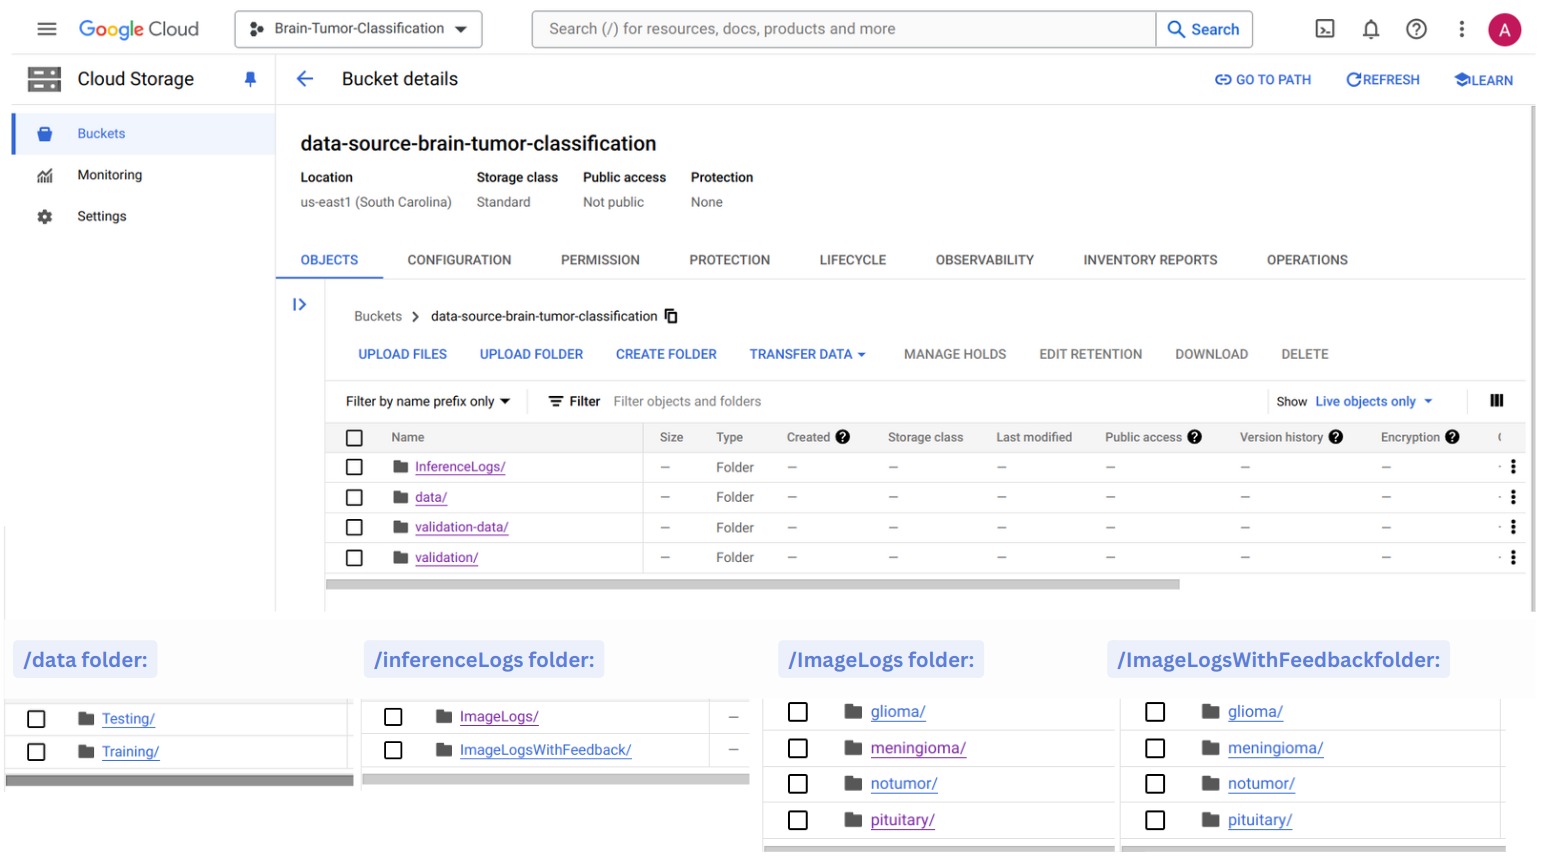 Google Cloud Brain-Tumor-Classification Search (/) for resources, docs, products and more Search A
Cloud Storage Bucket details GO TO PATH REFRESH LEARN
Buckets
Monitoring
Settings
data-source-brain-tumor-classification
Location Storage class Public access Protection
us-east1 (South Carolina) Standard Not public None
OBJECTS CONFIGURATION PERMISSION PROTECTION LIFECYCLE OBSERVABILITY INVENTORY REPORTS OPERATIONS
Buckets > data-source-brain-tumor-classification
UPLOAD FILES UPLOAD FOLDER CREATE FOLDER TRANSFER DATA MANAGE HOLDS EDIT RETENTION DOWNLOAD DELETE
Filter by name prefix only Filter Filter objects and folders Show Live objects only
Name Size Type Created Storage class Last modified Public access Version history Encryption
InferenceLogs/ — Folder — — — — — —
data/ — Folder — — — — — —
validation-data/ — Folder — — — — — —
validation/ — Folder — — — — — —
/data folder:
Testing/
Training/
/inferenceLogs folder:
ImageLogs/ —
ImageLogsWithFeedback/ —
/ImageLogs folder:
glioma/
meningioma/
notumor/
pituitary/
/ImageLogsWithFeedbackfolder:
glioma/
meningioma/
notumor/
pituitary/